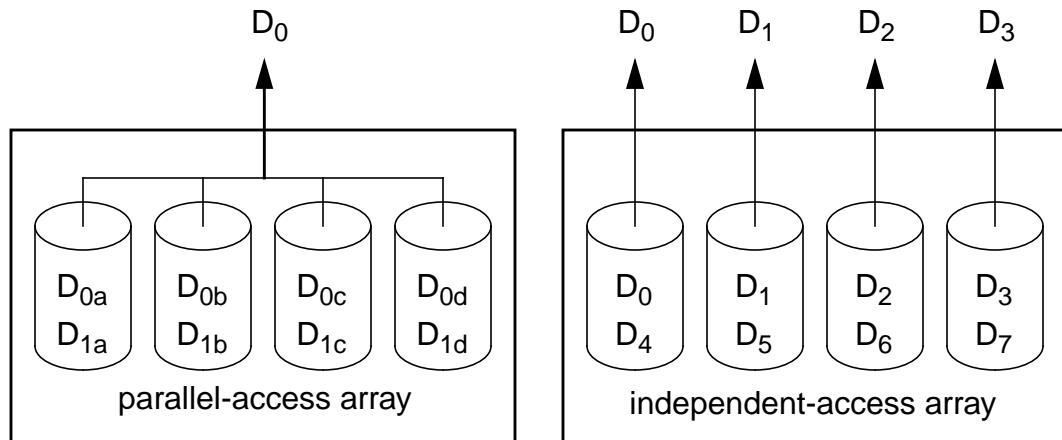 D0
D0a D0b D0c D0d
D1a D1b D1c D1d
parallel-access array
D0 D1 D2 D3
D0 D1 D2 D3
D4 D5 D6 D7
independent-access array